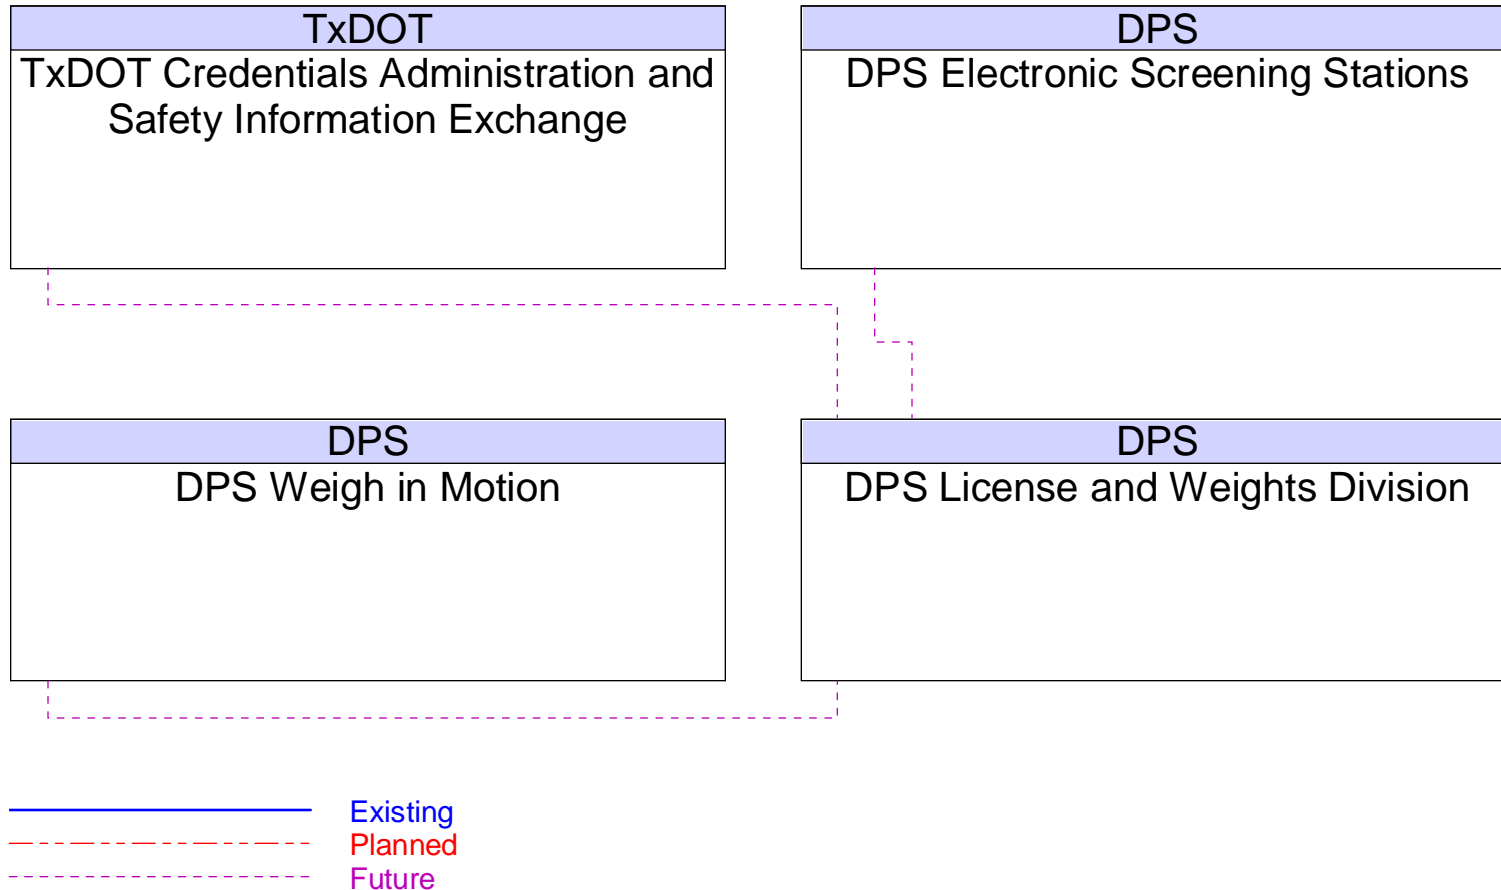 TxDOT
TxDOT Credentials Administration and
Safety Information Exchange
DPS
DPS Electronic Screening Stations
DPS
DPS Weigh in Motion
DPS
DPS License and Weights Division
Existing
Planned
Future